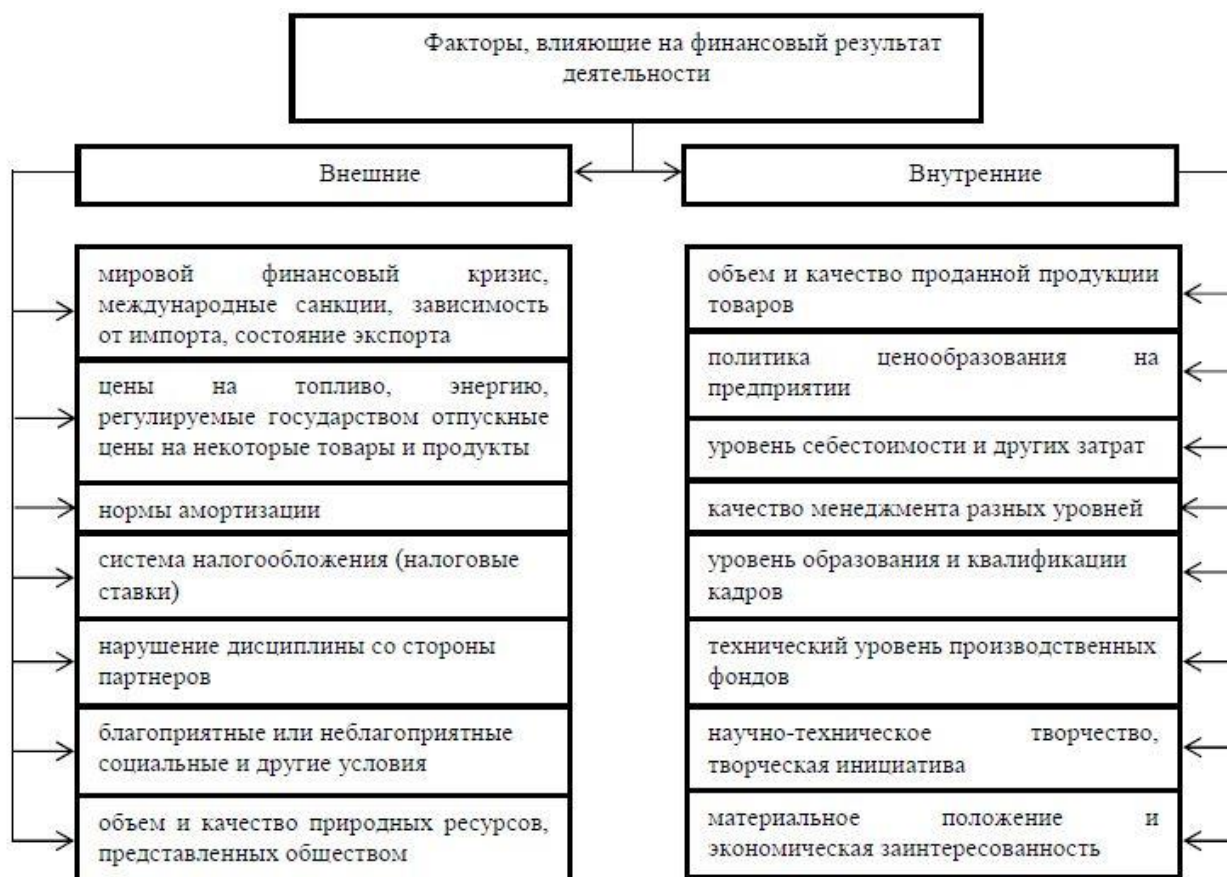 Факторы, влияющие на финансовый результат
деятельности
Внешние
мировой финансовый кризис,
международные санкции, зависимость
от импорта, состояние экспорта
цены на топливо, энергию,
регулируемые государством отпускные
цены на некоторые товары и продукты
нормы амортизации
система налогообложения (налоговые
ставки)
нарушение дисциплины со стороны
партнеров
благоприятные или неблагоприятные
социальные и другие условия
объем и качество природных ресурсов,
представленных обществом
Внутренние
объем и качество проданной продукции
товаров
политика ценообразования на
предприятии
уровень себестоимости и других затрат
качество менеджмента разных уровней
уровень образования и квалификации
кадров
технический уровень производственных
фондов
научно-техническое творчество,
творческая инициатива
материальное положение и
экономическая заинтересованность